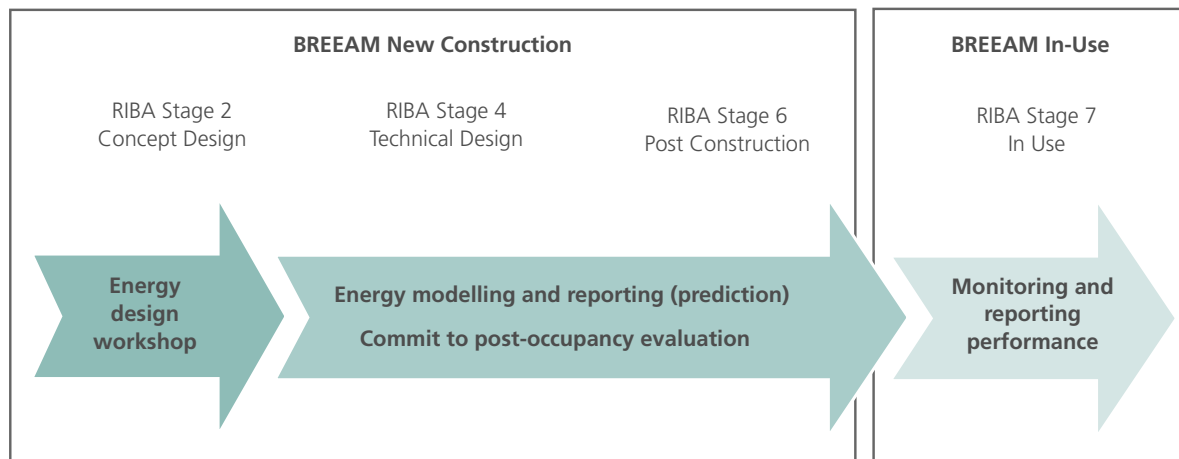 BREEAM New Construction
BREEAM In-Use
RIBA Stage 2
Concept Design
RIBA Stage 4
Technical Design
RIBA Stage 6
Post Construction
RIBA Stage 7
In Use
Energy
design
workshop
Energy modelling and reporting (prediction)
Commit to post-occupancy evaluation
Monitoring and
reporting
performance